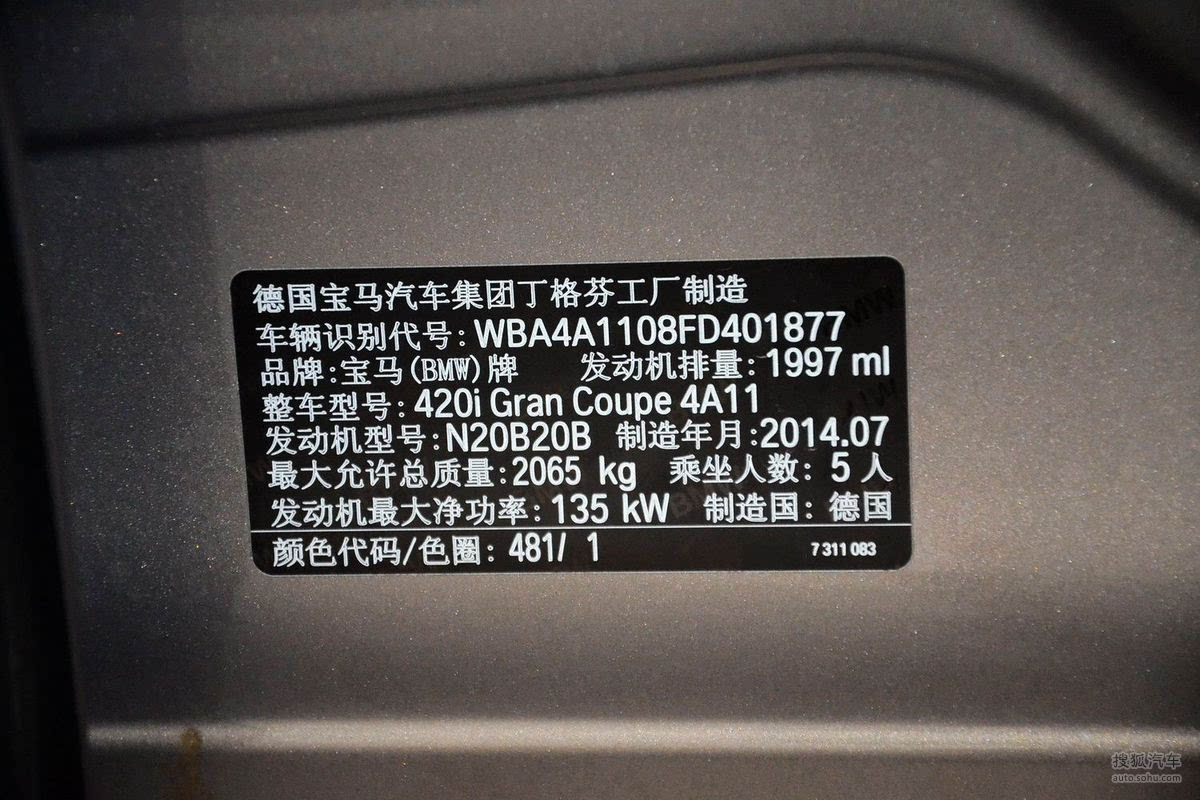 德国宝马汽车集团丁格芬工厂制造
车辆识别代号:WBA4A1108FD401877
品牌:宝马(BMW)牌 发动机排量:1997 ml
整车型号:420i Gran Coupe 4A11
发动机型号:N20B20B 制造年月:2014.07
最大允许总质量:2065 kg 乘坐人数: 5人
发动机最大净功率: 135 kW 制造国: 德国
颜色代码/色圈: 481/ 1 7 311 083
搜狐汽车
auto.sohu.com